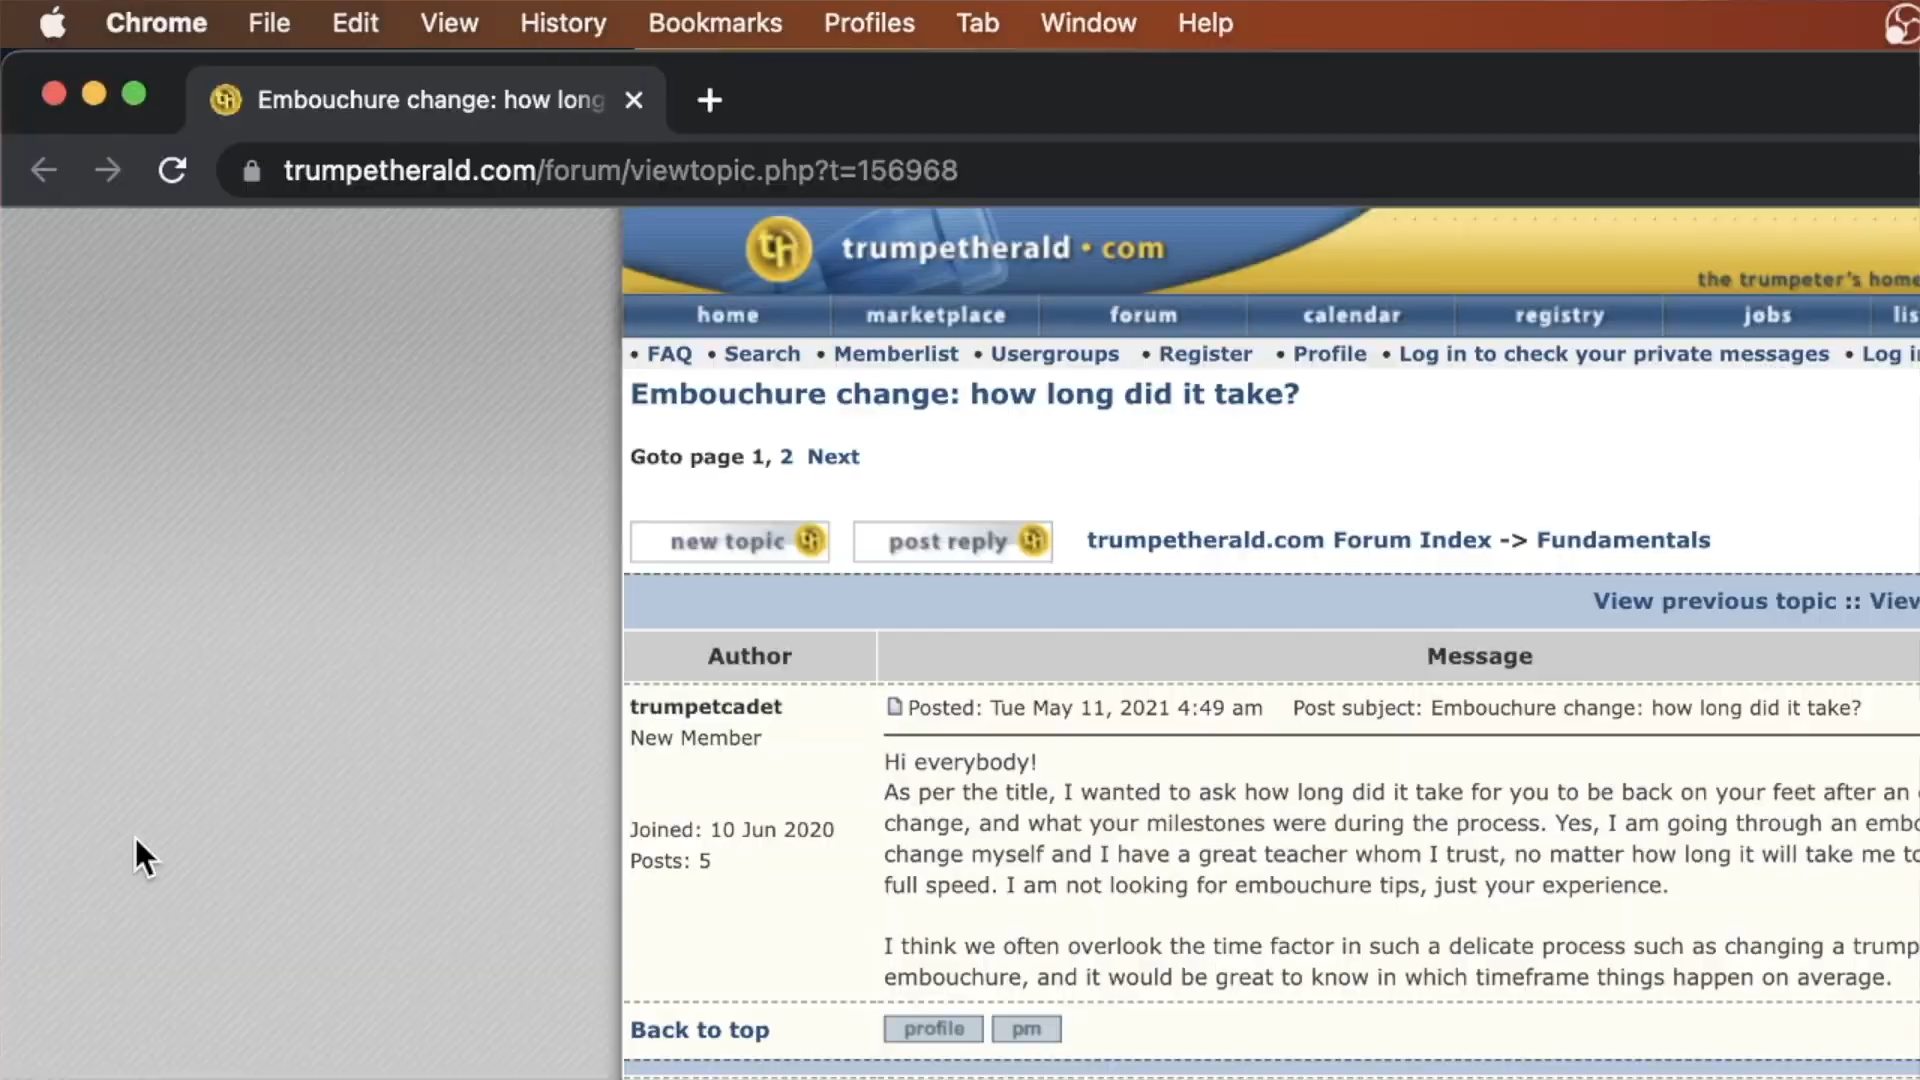 Chrome File Edit View History Bookmarks Profiles Tab Window Help
Embouchure change: how long
trumpetherald.com/forum/viewtopic.php?t=156968
tH trumpetherald • com
the trumpeter's home
home marketplace forum calendar registry jobs lis
• FAQ • Search • Memberlist • Usergroups • Register • Profile • Log in to check your private messages • Log in
Embouchure change: how long did it take?
Goto page 1, 2 Next
new topic post reply trumpetherald.com Forum Index -> Fundamentals
View previous topic :: View
Author Message
trumpetcadet Posted: Tue May 11, 2021 4:49 am Post subject: Embouchure change: how long did it take?
New Member
Hi everybody!
As per the title, I wanted to ask how long did it take for you to be back on your feet after an
change, and what your milestones were during the process. Yes, I am going through an embo
Joined: 10 Jun 2020
change myself and I have a great teacher whom I trust, no matter how long it will take me to
Posts: 5
full speed. I am not looking for embouchure tips, just your experience.
I think we often overlook the time factor in such a delicate process such as changing a trump
embouchure, and it would be great to know in which timeframe things happen on average.
Back to top profile pm